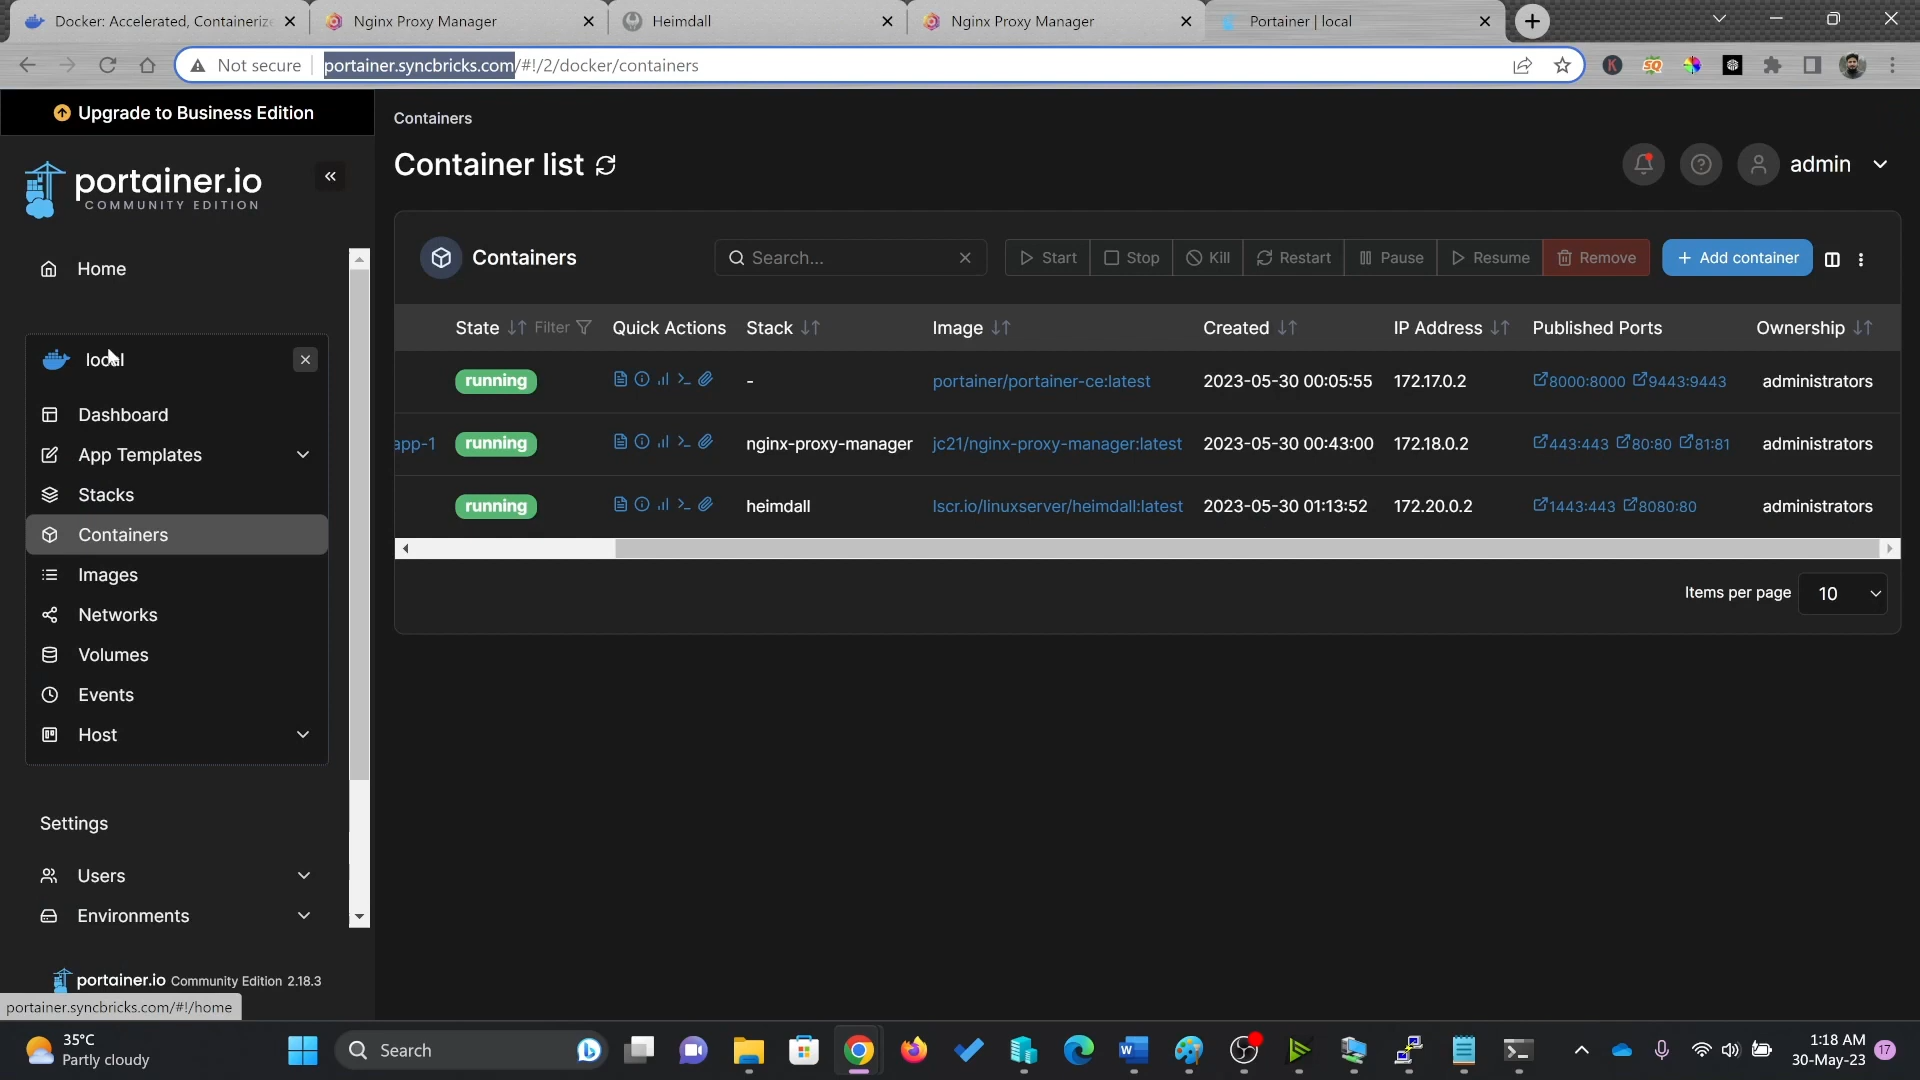 Docker: Accelerated, Containerize
Nginx Proxy Manager
Heimdall
Nginx Proxy Manager
Portainer | local
Not secure
portainer.syncbricks.com/#!/2/docker/containers
Upgrade to Business Edition
portainer.io
COMMUNITY EDITION
Home
local
Dashboard
App Templates
Stacks
Containers
Images
Networks
Volumes
Events
Host
Settings
Users
Environments
portainer.io Community Edition 2.18.3
portainer.syncbricks.com/#!/home
Containers
Container list
admin
Containers
Search...
Start
Stop
Kill
Restart
Pause
Resume
Remove
Add container
State Filter Quick Actions Stack Image Created IP Address Published Ports Ownership
running - portainer/portainer-ce:latest 2023-05-30 00:05:55 172.17.0.2 8000:8000 9443:9443 administrators
app-1 running nginx-proxy-manager jc21/nginx-proxy-manager:latest 2023-05-30 00:43:00 172.18.0.2 443:443 80:80 81:81 administrators
running heimdall lscr.io/linuxserver/heimdall:latest 2023-05-30 01:13:52 172.20.0.2 1443:443 8080:80 administrators
Items per page 10
35°C
Partly cloudy
Search
1:18 AM
30-May-23
17